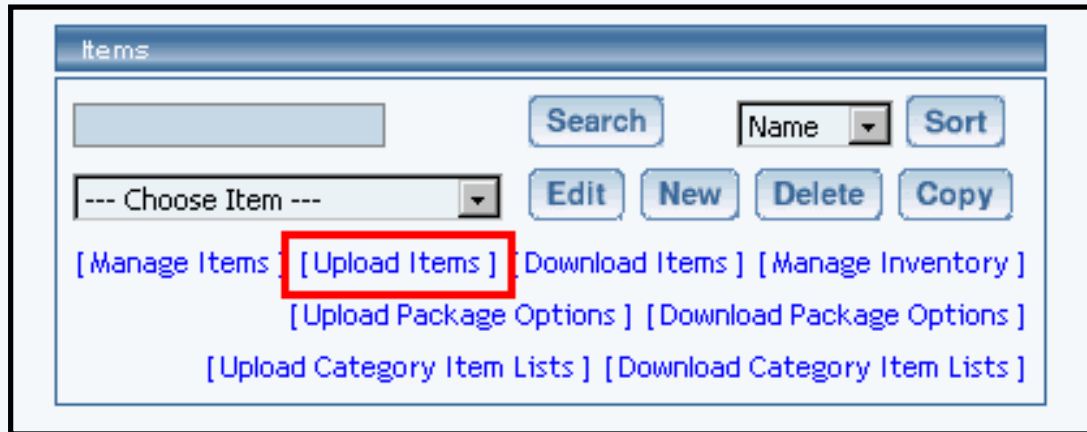 Items
Search Name Sort
--- Choose Item --- Edit New Delete Copy
[Manage Items] [Upload Items] [Download Items] [Manage Inventory]
[Upload Package Options] [Download Package Options]
[Upload Category Item Lists] [Download Category Item Lists]